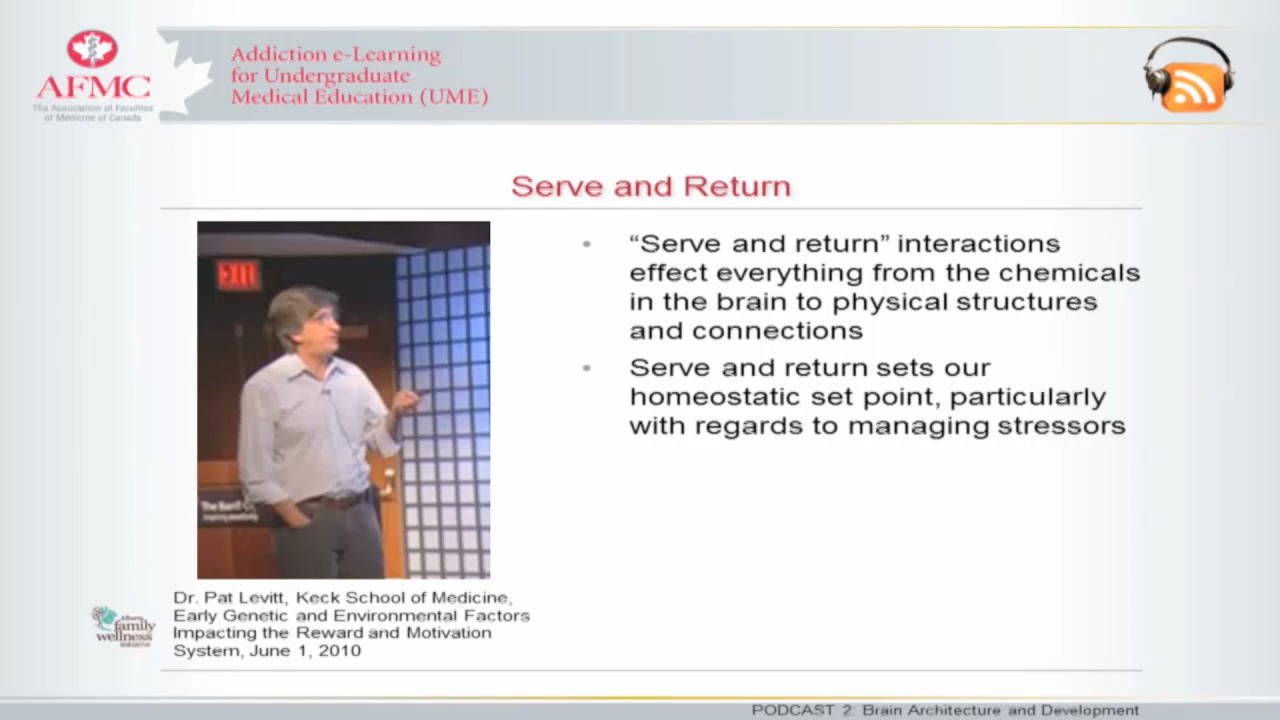 AFMC
The Association of Faculties
of Medicine of Canada
Addiction e-Learning
for Undergraduate
Medical Education (UME)
Serve and Return
EXIT
The Banff
• “Serve and return” interactions
effect everything from the chemicals
in the brain to physical structures
and connections
• Serve and return sets our
homeostatic set point, particularly
with regards to managing stressors
Dr. Pat Levitt, Keck School of Medicine,
Early Genetic and Environmental Factors
Impacting the Reward and Motivation
System, June 1, 2010
Alberta
family
wellness
initiative
PODCAST 2: Brain Architecture and Development